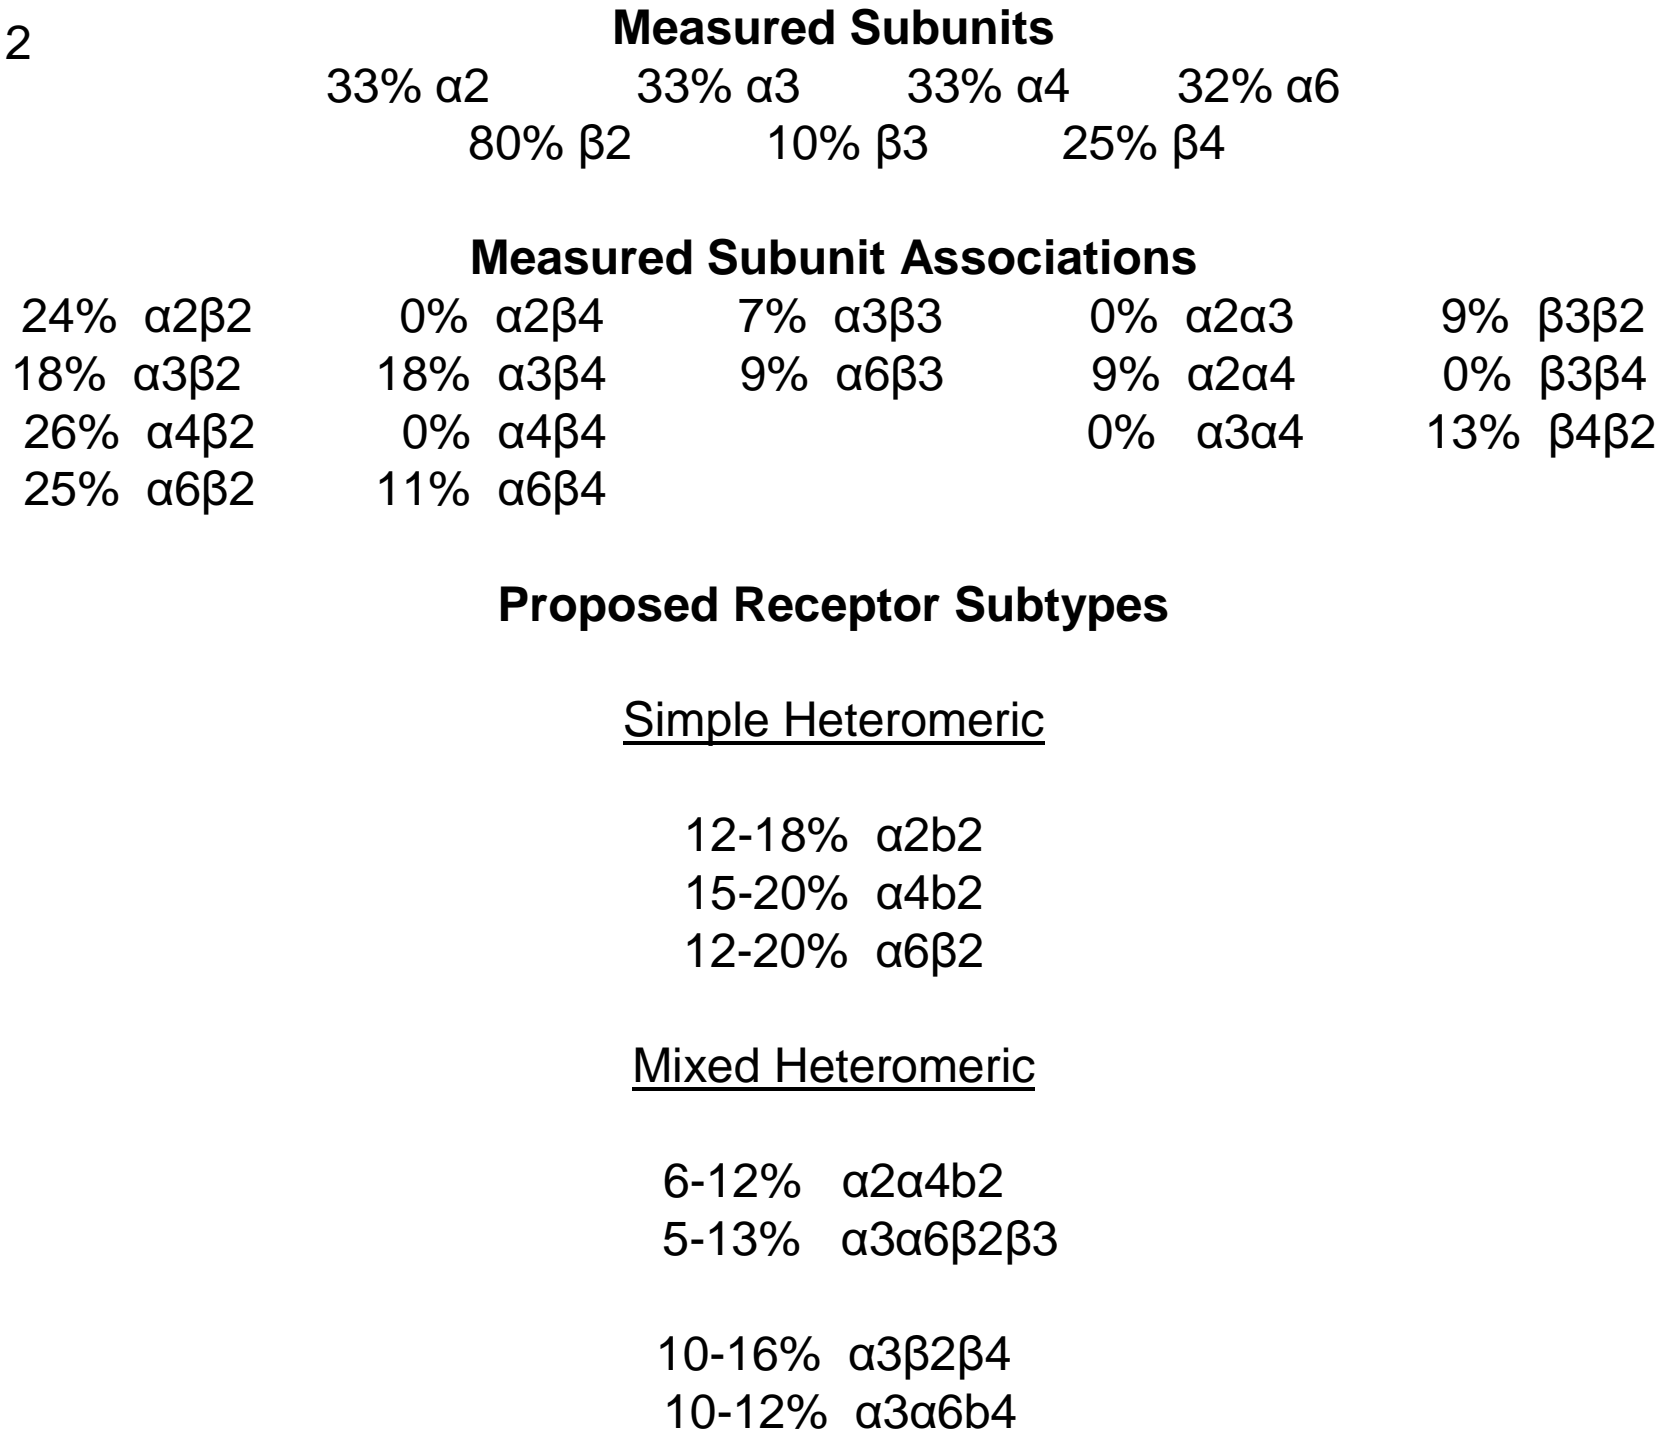 2
Measured Subunits
33% α2 33% α3 33% α4 32% α6
80% β2 10% β3 25% β4
Measured Subunit Associations
24% α2β2 0% α2β4 7% α3β3 0% α2α3 9% β3β2
18% α3β2 18% α3β4 9% α6β3 9% α2α4 0% β3β4
26% α4β2 0% α4β4 0% α3α4 13% β4β2
25% α6β2 11% α6β4
Proposed Receptor Subtypes
Simple Heteromeric
12-18% α2b2
15-20% α4b2
12-20% α6β2
Mixed Heteromeric
6-12% α2α4b2
5-13% α3α6β2β3
10-16% α3β2β4
10-12% α3α6b4